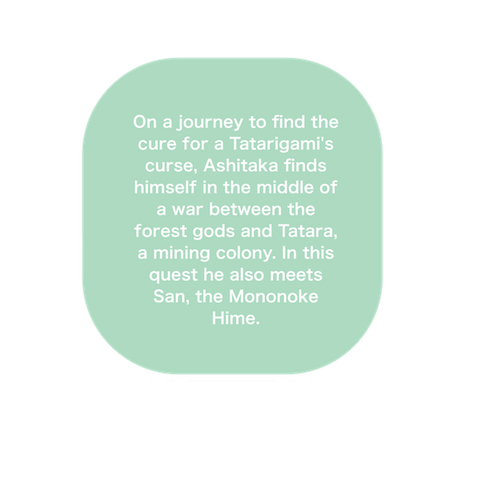 On a journey to find the
cure for a Tatarigami's
curse, Ashitaka finds
himself in the middle of
a war between the
forest gods and Tatara,
a mining colony. In this
quest he also meets
San, the Mononoke
Hime.